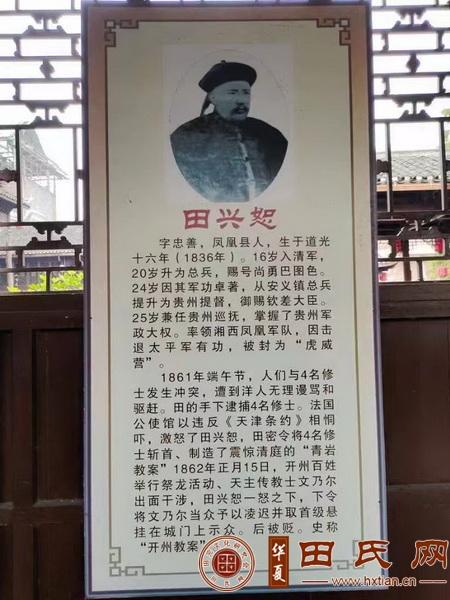 田兴恕
字忠善，凤凰县人，生于道光
十六年（1836年）。16岁入清军，
20岁升为总兵，赐号尚勇巴图色。
24岁因其军功卓著，从安义镇总兵
提升为贵州提督，御赐钦差大臣。
25岁兼任贵州巡抚，掌握了贵州军
政大权。率领湘西凤凰军队，因击
退太平军有功，被封为“虎威
营”。
1861年端午节，人们与4名修
士发生冲突，遭到洋人无理谩骂和
驱赶。田的手下逮捕4名修士。法国
公使馆以违反《天津条约》相恫
吓，激怒了田兴恕，田密令将4名修
士斩首、制造了震惊清庭的“青岩
教案”1862年正月15日，开州百姓
举行祭龙活动、天主传教士文乃尔
出面干涉，田兴恕一怒之下，下令
将文乃尔当众予以凌迟并取首级悬
挂在城门上示众。后被贬。史称
“开州教案”
华夏
田氏网
www.hxtian.cn